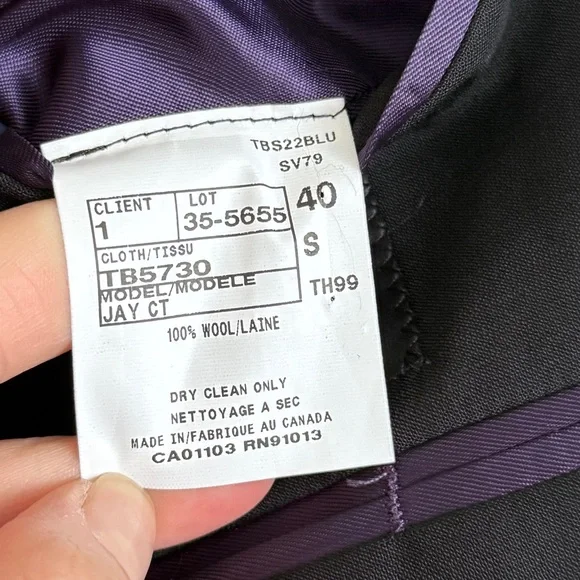 TBS22BLU
SV79
CLIENT
1
LOT
35-5655
40
CLOTH/TISSU
TB5730
S
MODEL/MODELE
JAY CT
TH99
100% WOOL/LAINE
DRY CLEAN ONLY
NETTOYAGE A SEC
MADE IN/FABRIQUE AU CANADA
CA01103 RN91013